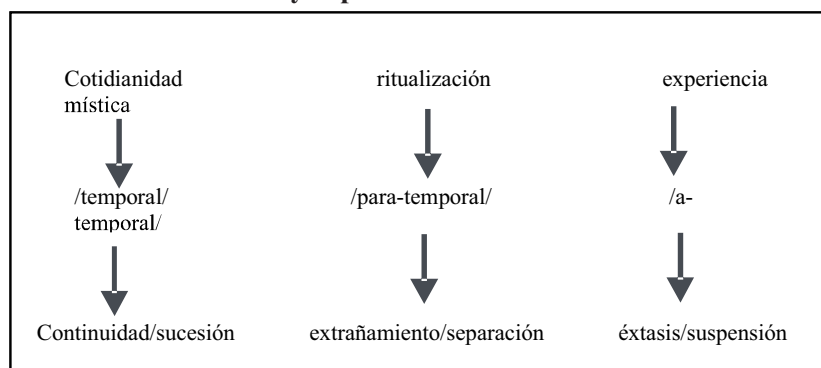 Cotidianidad ritualización experiencia
mística
/temporal/ /para-temporal/ /a-
temporal/
Continuidad/sucesión extrañamiento/separación éxtasis/suspensión